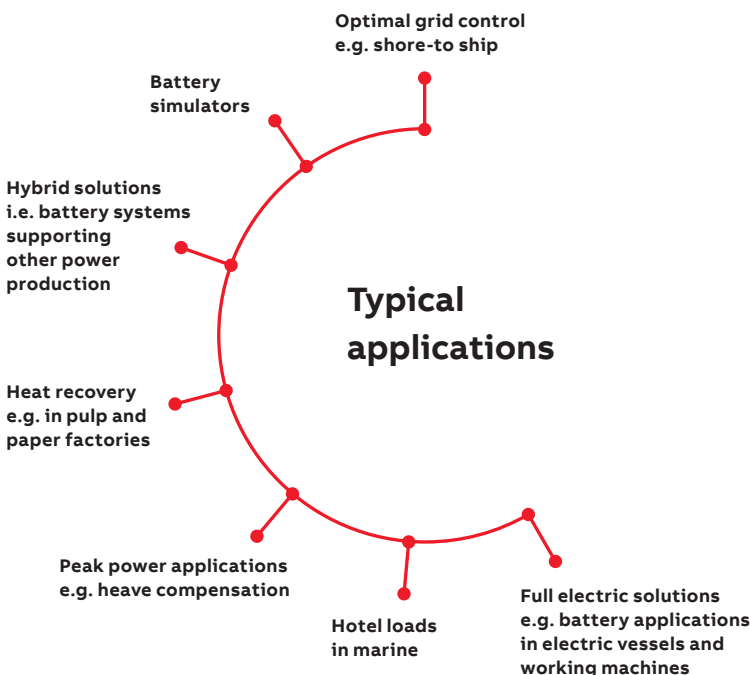 Optimal grid control
e.g. shore-to ship
Battery
simulators
Hybrid solutions
i.e. battery systems
supporting
other power
production
Typical
applications
Heat recovery
e.g. in pulp and
paper factories
Peak power applications
e.g. heave compensation
Hotel loads
in marine
Full electric solutions
e.g. battery applications
in electric vessels and
working machines